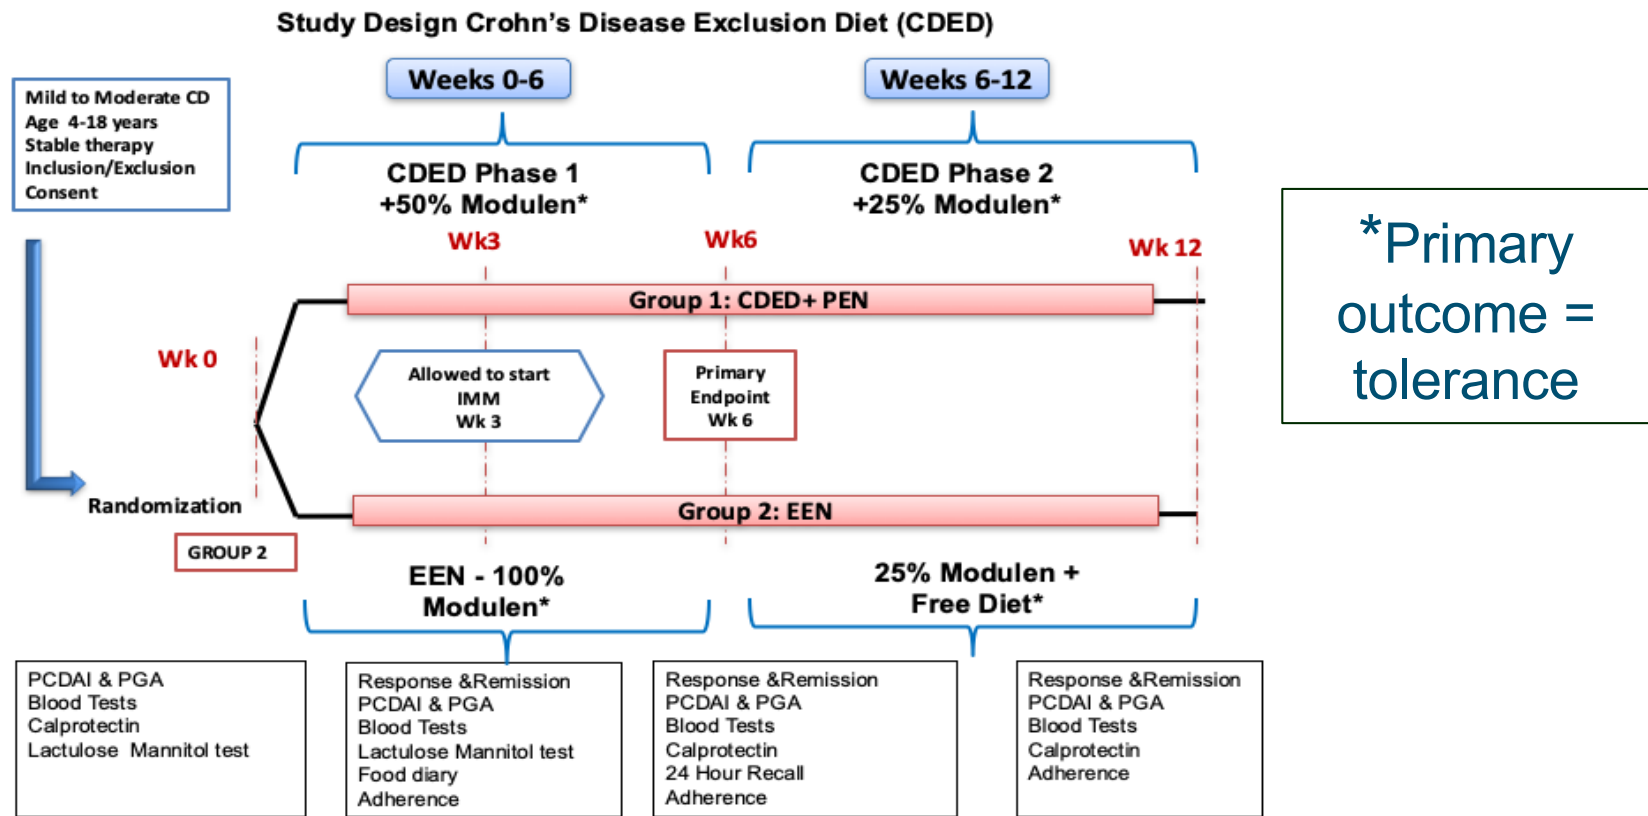 Study Design Crohn's Disease Exclusion Diet (CDED)
Weeks 0-6
Weeks 6-12
Mild to Moderate CD
Age 4-18 years
Stable therapy
Inclusion/Exclusion
Consent
CDED Phase 1
+50% Modulen*
CDED Phase 2
+25% Modulen*
*Primary
outcome =
tolerance
Wk3
Wk6
Wk 12
Group 1: CDED+ PEN
Wk 0
Allowed to start
IMM
Wk 3
Primary
Endpoint
Wk 6
Randomization
Group 2: EEN
GROUP 2
EEN - 100%
Modulen*
25% Modulen +
Free Diet*
PCDAI & PGA
Blood Tests
Calprotectin
Lactulose Mannitol test
Response &Remission
PCDAI & PGA
Blood Tests
Lactulose Mannitol test
Food diary
Adherence
Response &Remission
PCDAI & PGA
Blood Tests
Calprotectin
24 Hour Recall
Adherence
Response &Remission
PCDAI & PGA
Blood Tests
Calprotectin
Adherence